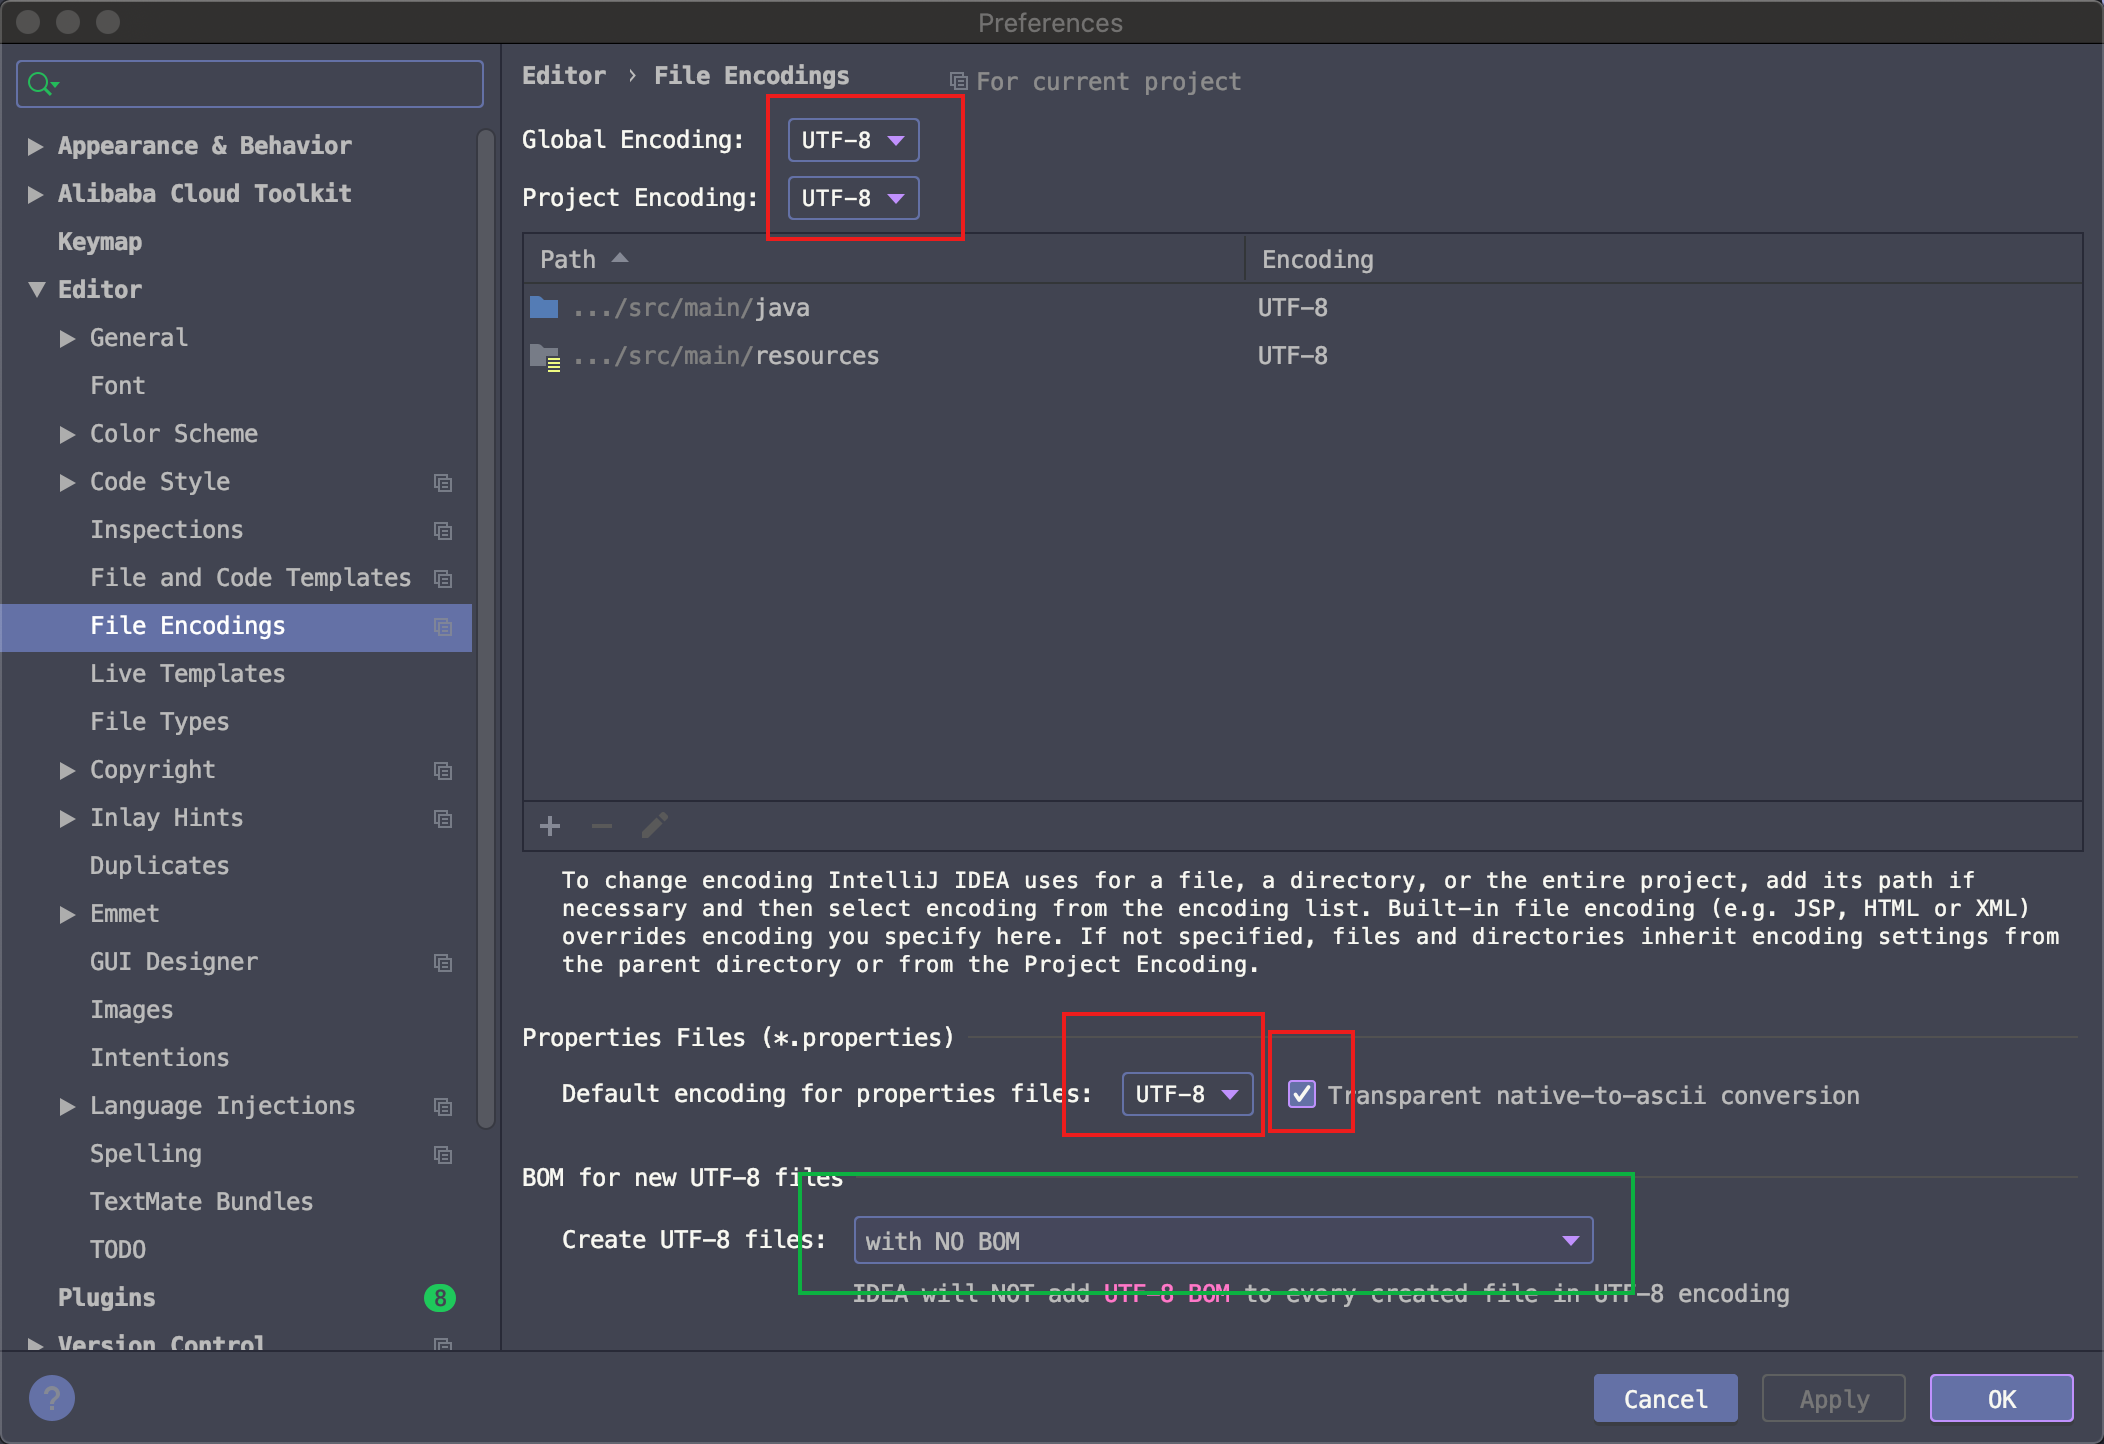 Preferences
Appearance & Behavior
Alibaba Cloud Toolkit
Keymap
Editor
General
Font
Color Scheme
Code Style
Inspections
File and Code Templates
File Encodings
Live Templates
File Types
Copyright
Inlay Hints
Duplicates
Emmet
GUI Designer
Images
Intentions
Language Injections
Spelling
TextMate Bundles
TODO
Plugins 8
Version Control
Editor › File Encodings For current project
Global Encoding: UTF-8
Project Encoding: UTF-8
Path Encoding
.../src/main/java UTF-8
.../src/main/resources UTF-8
To change encoding IntelliJ IDEA uses for a file, a directory, or the entire project, add its path if
necessary and then select encoding from the encoding list. Built-in file encoding (e.g. JSP, HTML or XML)
overrides encoding you specify here. If not specified, files and directories inherit encoding settings from
the parent directory or from the Project Encoding.
Properties Files (*.properties)
Default encoding for properties files: UTF-8 Transparent native-to-ascii conversion
BOM for new UTF-8 files
Create UTF-8 files: with NO BOM
IDEA will NOT add UTF-8 BOM to every created file in UTF-8 encoding
? Cancel Apply OK